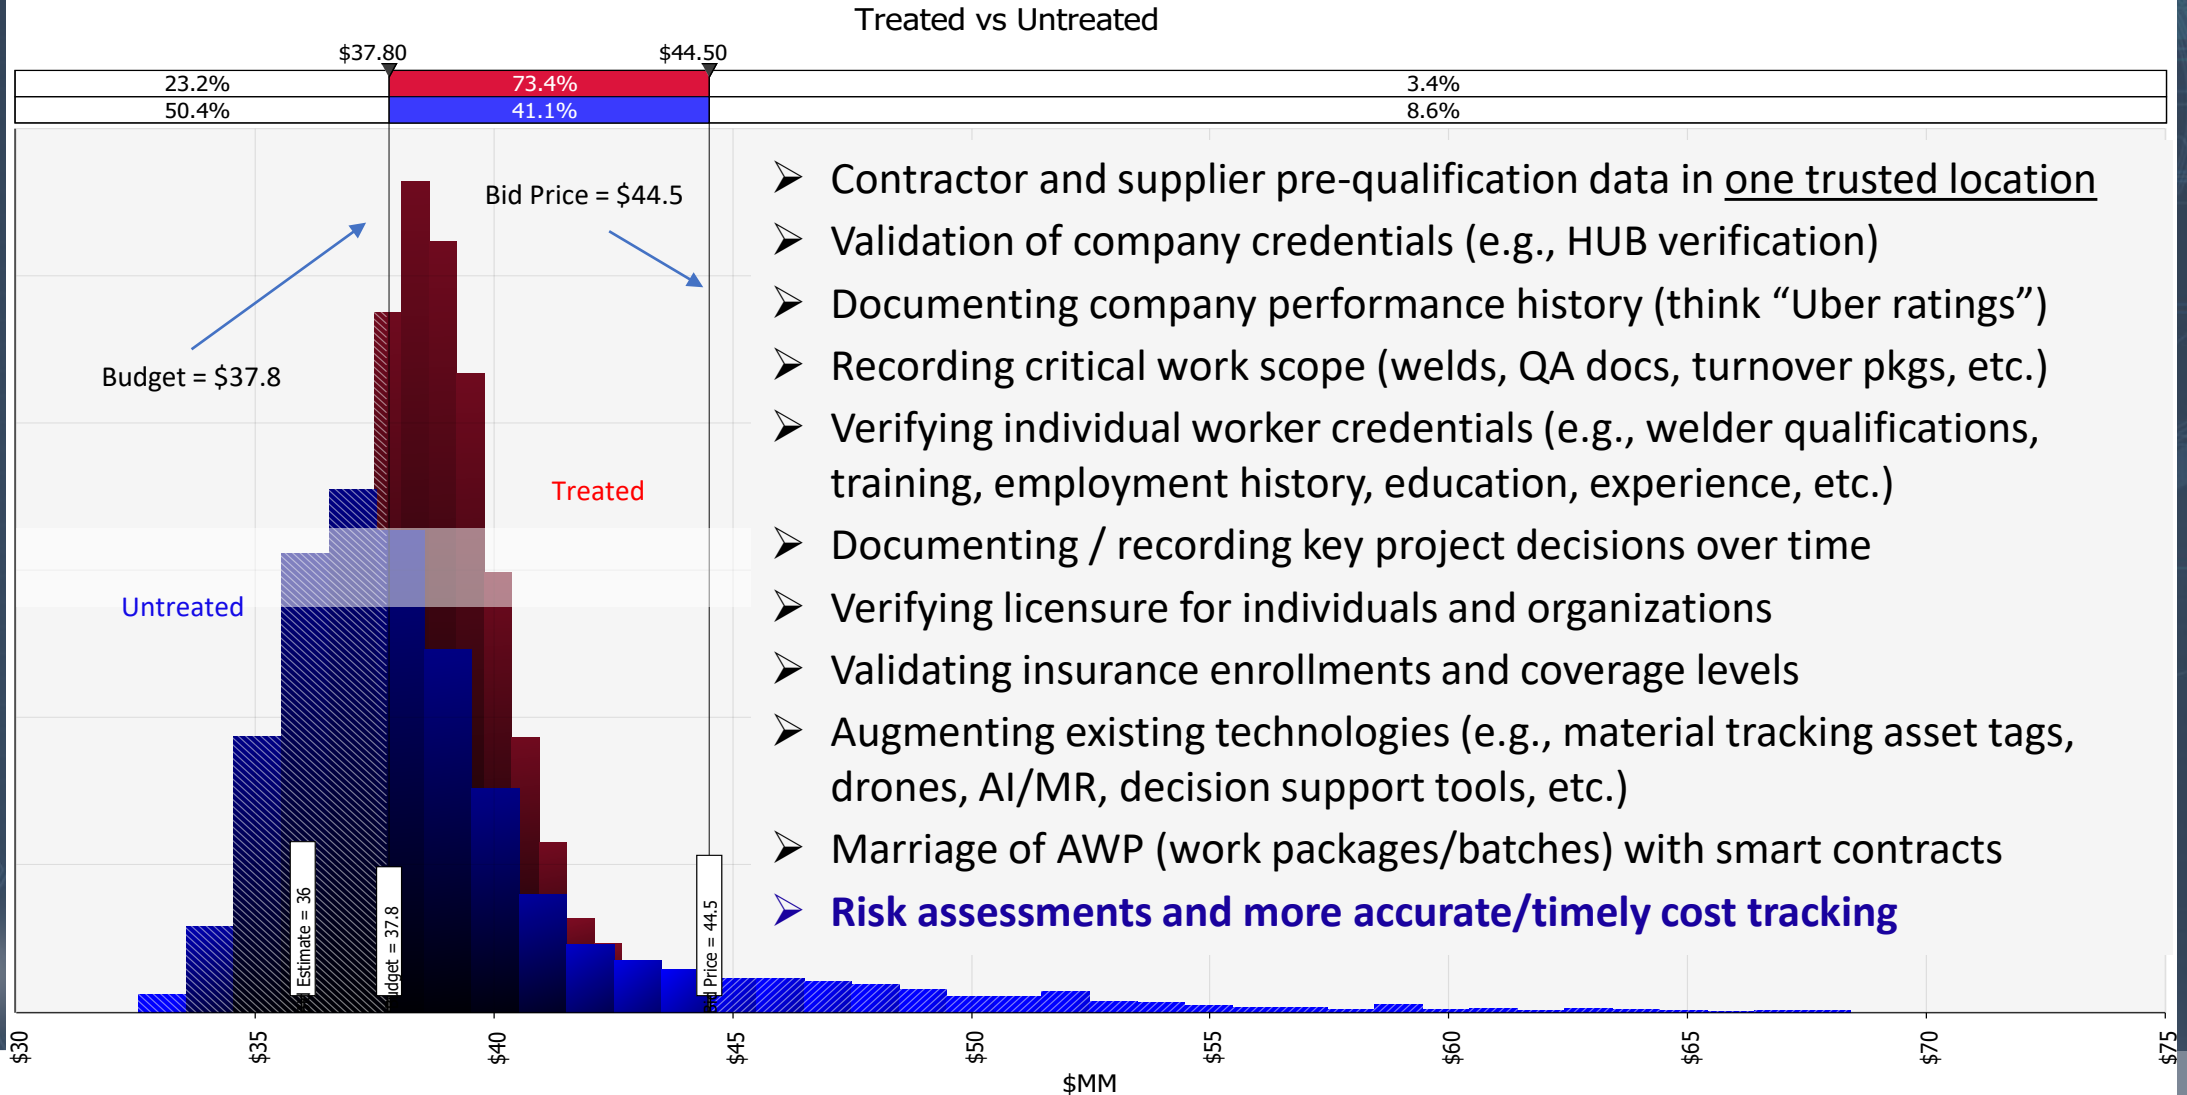 Treated vs Untreated
$37.80 $44.50
23.2% 73.4% 3.4%
50.4% 41.1% 8.6%
Bid Price = $44.5
Budget = $37.8
Treated
Untreated
➢ Contractor and supplier pre-qualification data in one trusted location
➢ Validation of company credentials (e.g., HUB verification)
➢ Documenting company performance history (think “Uber ratings”)
➢ Recording critical work scope (welds, QA docs, turnover pkgs, etc.)
➢ Verifying individual worker credentials (e.g., welder qualifications,
training, employment history, education, experience, etc.)
➢ Documenting / recording key project decisions over time
➢ Verifying licensure for individuals and organizations
➢ Validating insurance enrollments and coverage levels
➢ Augmenting existing technologies (e.g., material tracking asset tags,
drones, AI/MR, decision support tools, etc.)
➢ Marriage of AWP (work packages/batches) with smart contracts
➢ Risk assessments and more accurate/timely cost tracking
Estimate = 36
udget = 37.8
Price = 44.5
$30 $35 $40 $45 $50 $55 $60 $65 $70 $75
$MM